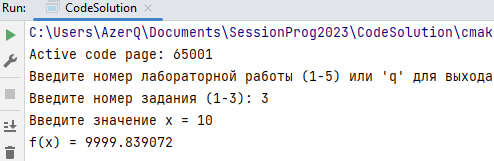 Run: CodeSolution
C:\Users\AzerQ\Documents\SessionProg2023\CodeSolution\cmak
Active code page: 65001
Введите номер лабораторной работы (1-5) или 'q' для выхода
Введите номер задания (1-3): 3
Введите значение x = 10
f(x) = 9999.839072